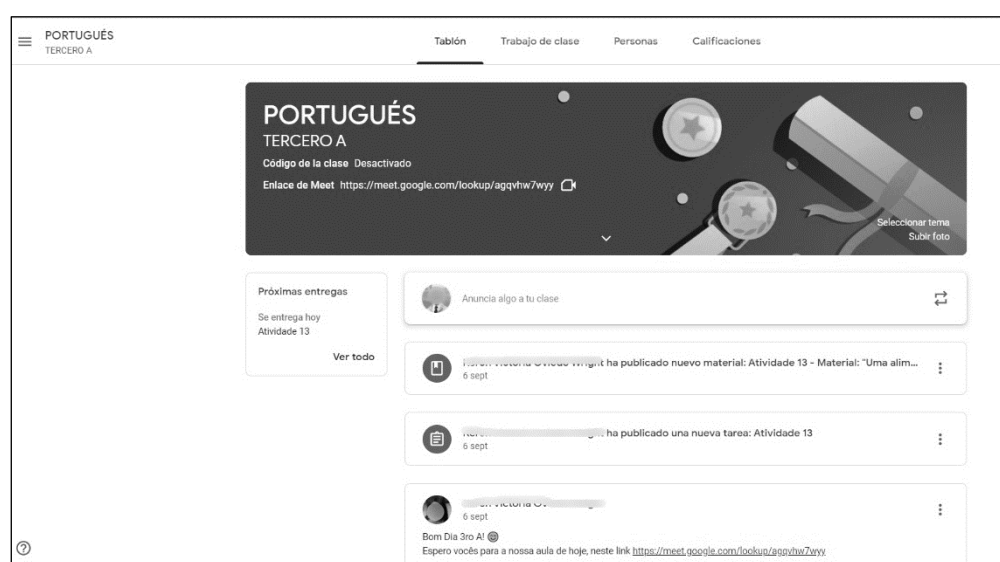 PORTUGUÉS
TERCERO A
Tablón Trabajo de clase Personas Calificaciones
PORTUGUÉS
TERCERO A
Código de la clase Desactivado
Enlace de Meet https://meet.google.com/lookup/agqvhw7wyy
Seleccionar tema
Subir foto
Próximas entregas
Se entrega hoy
Atividade 13
Ver todo
Anuncia algo a tu clase
ha publicado nuevo material: Atividade 13 - Material: "Uma alim...
6 sept
ha publicado una nueva tarea: Atividade 13
6 sept
6 sept
Bom Dia 3ro A!
Espero vocês para a nossa aula de hoje, neste link https://meet.google.com/lookup/agqvhw7wyy